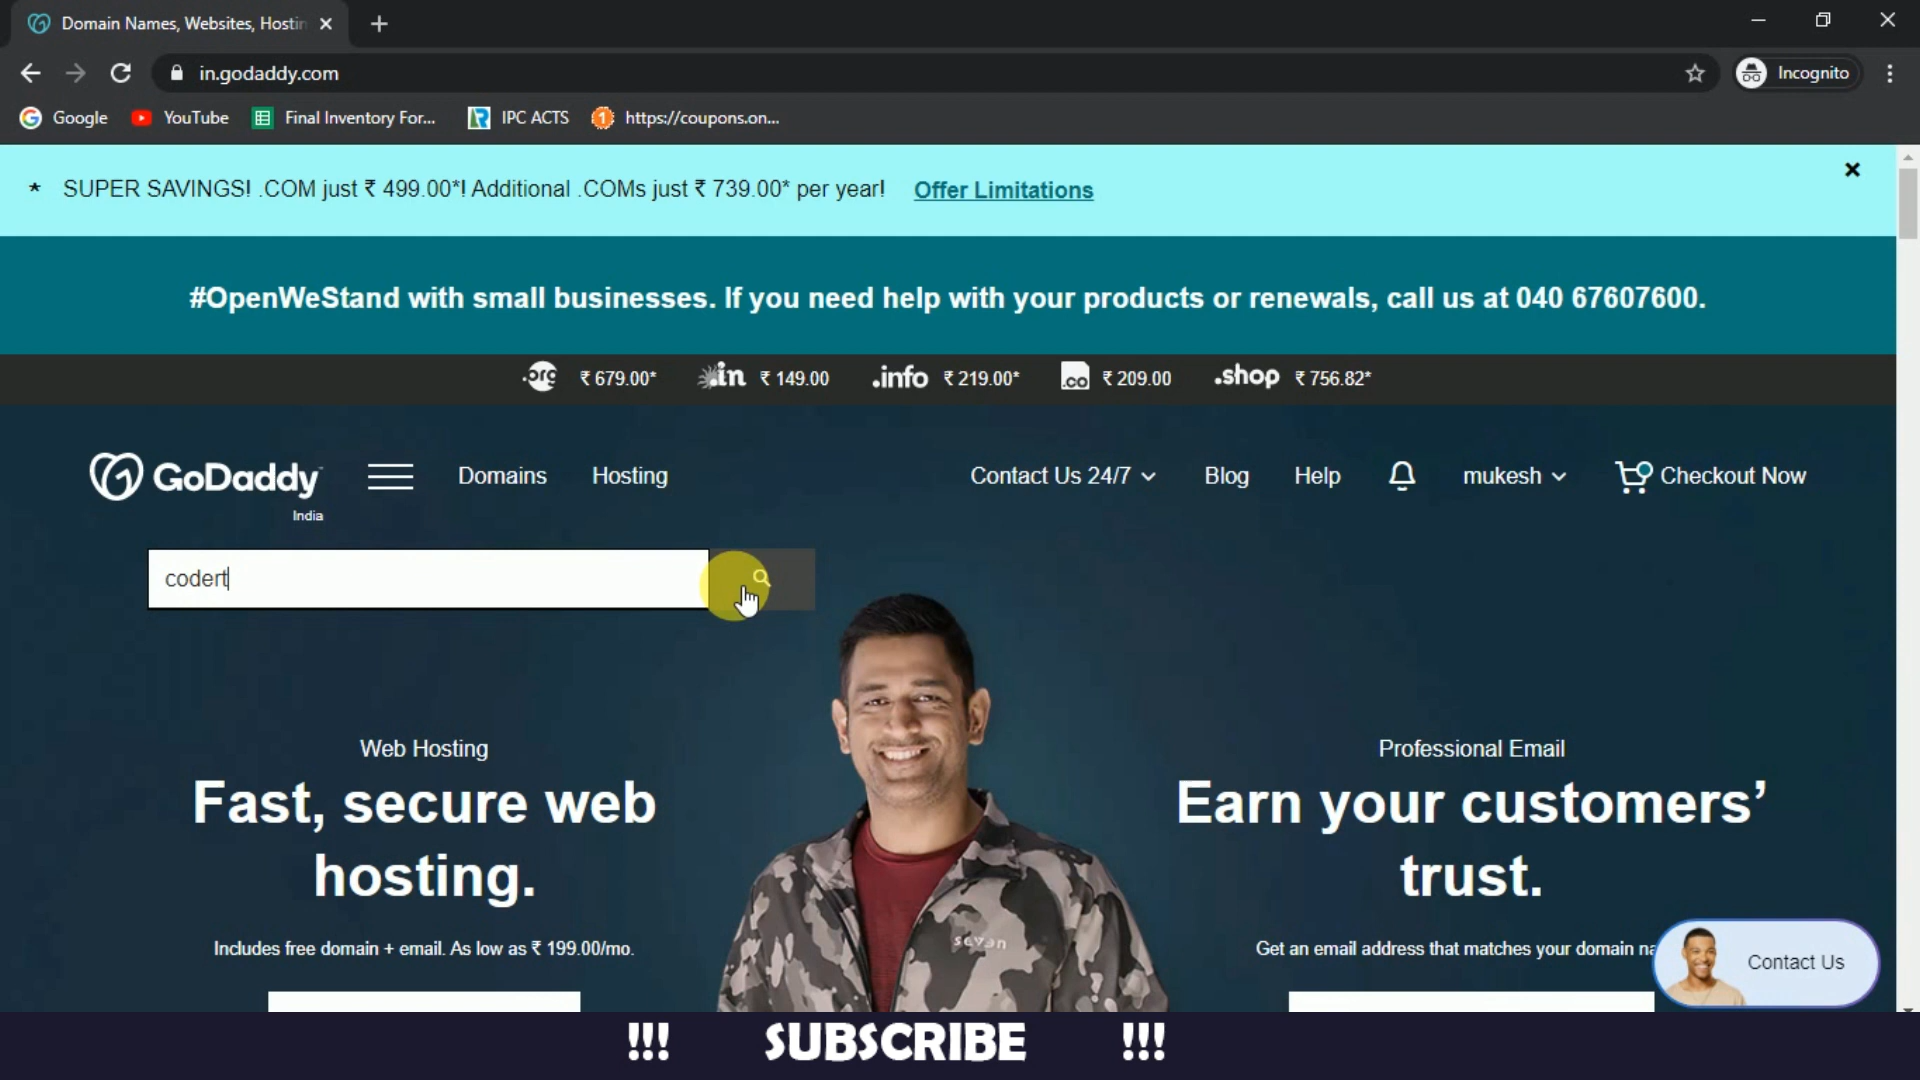 Domain Names, Websites, Hostin
in.godaddy.com
Incognito
Google
YouTube
Final Inventory For...
IPC ACTS
https://coupons.on...
* SUPER SAVINGS! .COM just ₹ 499.00*! Additional .COMs just ₹ 739.00* per year! Offer Limitations
#OpenWeStand with small businesses. If you need help with your products or renewals, call us at 040 67607600.
.org ₹ 679.00* .in ₹ 149.00 .info ₹ 219.00* .co ₹ 209.00 .shop ₹ 756.82*
GoDaddy
India
Domains
Hosting
Contact Us 24/7
Blog
Help
mukesh
Checkout Now
codert
Web Hosting
Fast, secure web
hosting.
Includes free domain + email. As low as ₹ 199.00/mo.
seven
Professional Email
Earn your customers’
trust.
Get an email address that matches your domain na
Contact Us
!!! SUBSCRIBE !!!